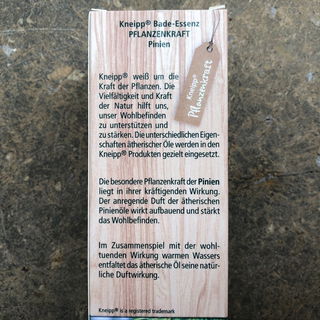 Kneipp® Bade-Essenz
PFLANZENKRAFT
Pinien
Kneipp®
Pflanzenkraft
Kneipp® weiß um die
Kraft der Pflanzen. Die
Vielfältigkeit und Kraft
der Natur hilft uns,
unser Wohlbefinden
zu unterstützen und
zu stärken. Die unterschiedlichen Eigen-
schaften ätherischer Öle werden in den
Kneipp® Produkten gezielt eingesetzt.
Die besondere Pflanzenkraft der Pinien
liegt in ihrer kräftigenden Wirkung.
Der anregende Duft der ätherischen
Pinienöle wirkt aufbauend und stärkt
das Wohlbefinden.
Im Zusammenspiel mit der wohl-
tuenden Wirkung warmen Wassers
entfaltet das ätherische Öl seine natür-
liche Duftwirkung.
Kneipp® is a registered trademark